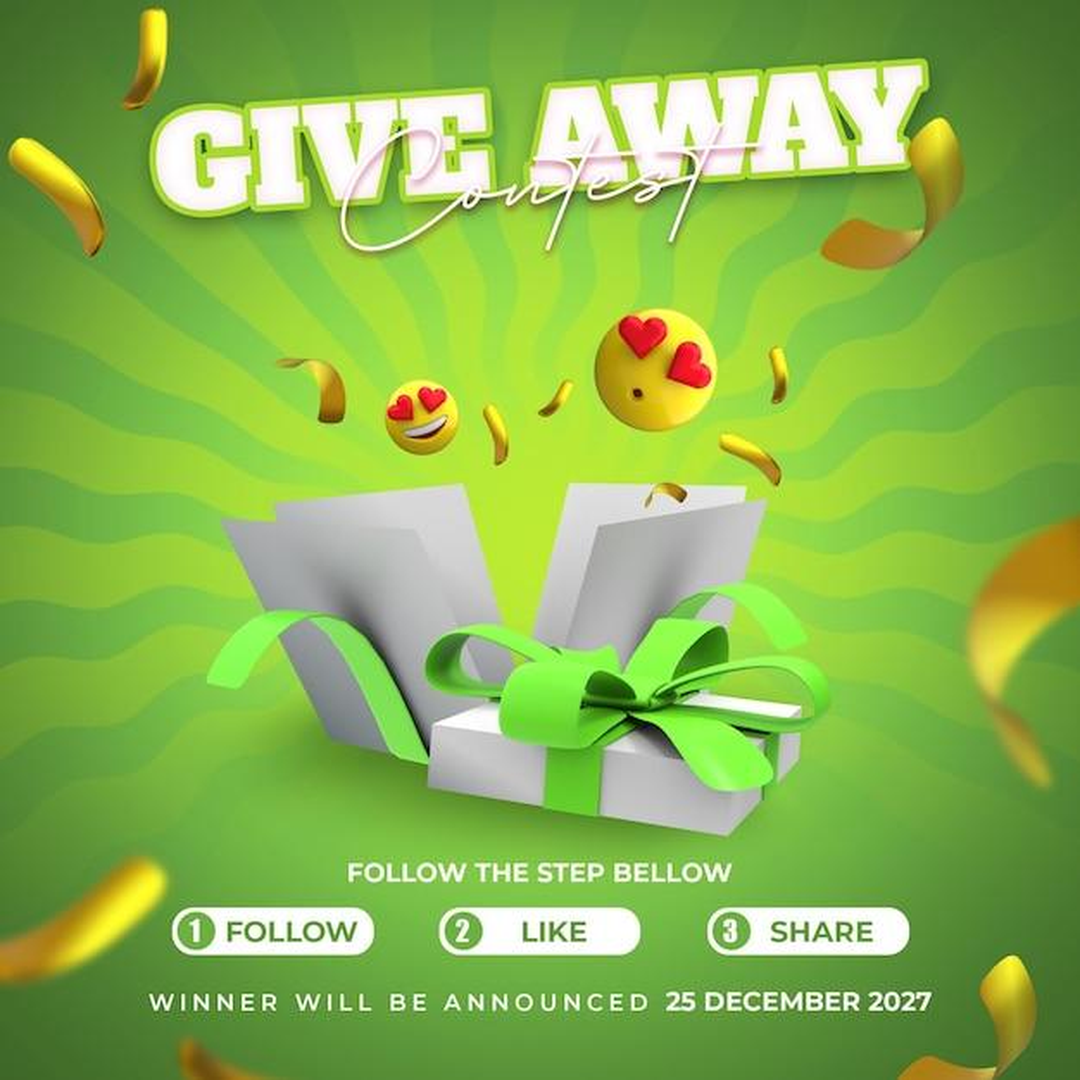 GIVE AWAY
Contest
FOLLOW THE STEP BELLOW
1 FOLLOW 2 LIKE 3 SHARE
WINNER WILL BE ANNOUNCED 25 DECEMBER 2027